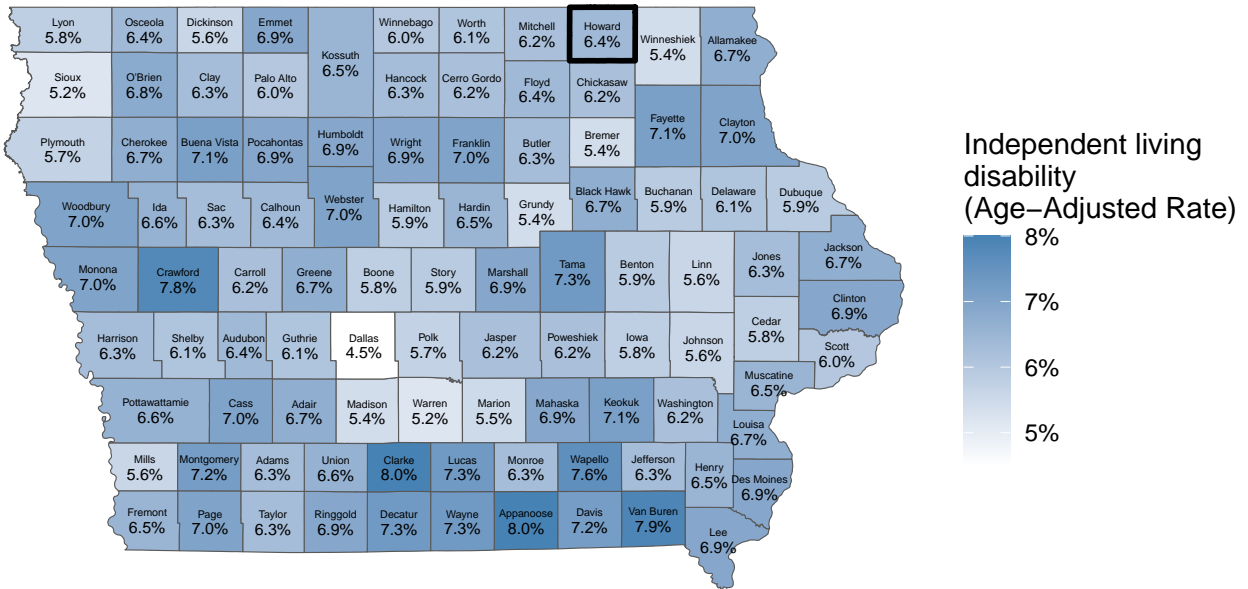 Lyon
5.8%
Osceola
6.4%
Dickinson
5.6%
Emmet
6.9%
Kossuth
6.5%
Winnebago
6.0%
Worth
6.1%
Mitchell
6.2%
Howard
6.4%
Winneshiek
5.4%
Allamakee
6.7%
Sioux
5.2%
O'Brien
6.8%
Clay
6.3%
Palo Alto
6.0%
Hancock
6.3%
Cerro Gordo
6.2%
Floyd
6.4%
Chickasaw
6.2%
Fayette
7.1%
Clayton
7.0%
Plymouth
5.7%
Cherokee
6.7%
Buena Vista
7.1%
Pocahontas
6.9%
Humboldt
6.9%
Wright
6.9%
Franklin
7.0%
Butler
6.3%
Bremer
5.4%
Woodbury
7.0%
Ida
6.6%
Sac
6.3%
Calhoun
6.4%
Webster
7.0%
Hamilton
5.9%
Hardin
6.5%
Grundy
5.4%
Black Hawk
6.7%
Buchanan
5.9%
Delaware
6.1%
Dubuque
5.9%
Monona
7.0%
Crawford
7.8%
Carroll
6.2%
Greene
6.7%
Boone
5.8%
Story
5.9%
Marshall
6.9%
Tama
7.3%
Benton
5.9%
Linn
5.6%
Jones
6.3%
Jackson
6.7%
Clinton
6.9%
Harrison
6.3%
Shelby
6.1%
Audubon
6.4%
Guthrie
6.1%
Dallas
4.5%
Polk
5.7%
Jasper
6.2%
Poweshiek
6.2%
Iowa
5.8%
Johnson
5.6%
Cedar
5.8%
Scott
6.0%
Muscatine
6.5%
Pottawattamie
6.6%
Cass
7.0%
Adair
6.7%
Madison
5.4%
Warren
5.2%
Marion
5.5%
Mahaska
6.9%
Keokuk
7.1%
Washington
6.2%
Louisa
6.7%
Mills
5.6%
Montgomery
7.2%
Adams
6.3%
Union
6.6%
Clarke
8.0%
Lucas
7.3%
Monroe
6.3%
Wapello
7.6%
Jefferson
6.3%
Henry
6.5%
Des Moines
6.9%
Fremont
6.5%
Page
7.0%
Taylor
6.3%
Ringgold
6.9%
Decatur
7.3%
Wayne
7.3%
Appanoose
8.0%
Davis
7.2%
Van Buren
7.9%
Lee
6.9%
Independent living
disability
(Age−Adjusted Rate)
8%
7%
6%
5%